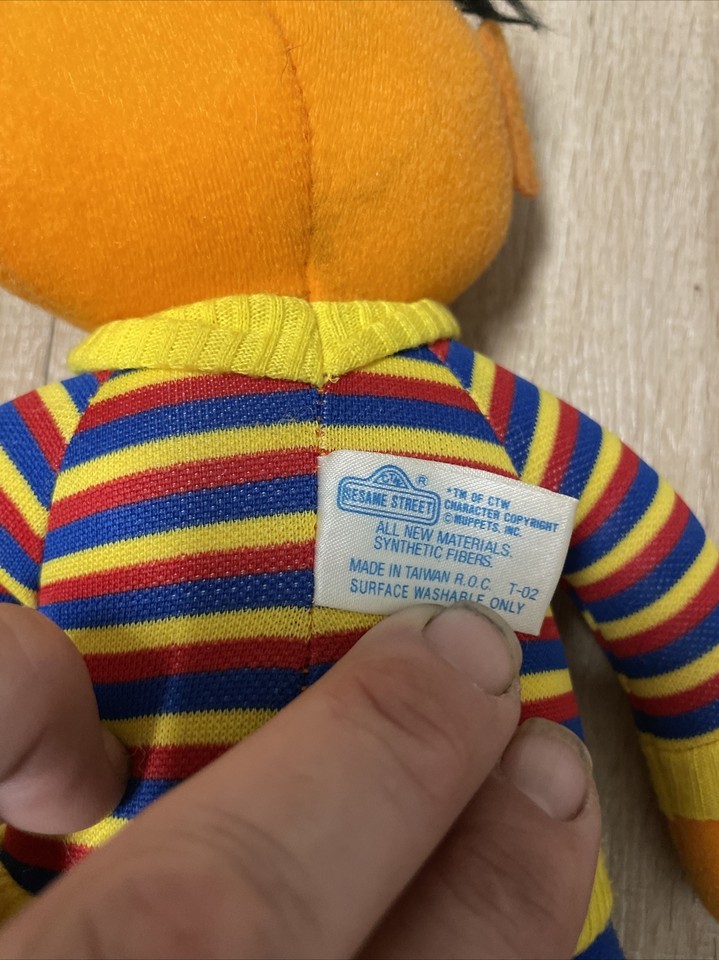 CTW ®
SESAME STREET
*TM OF CTW
CHARACTER COPYRIGHT
© MUPPETS, INC.
ALL NEW MATERIALS.
SYNTHETIC FIBERS.
MADE IN TAIWAN R.O.C. T-02
SURFACE WASHABLE ONLY